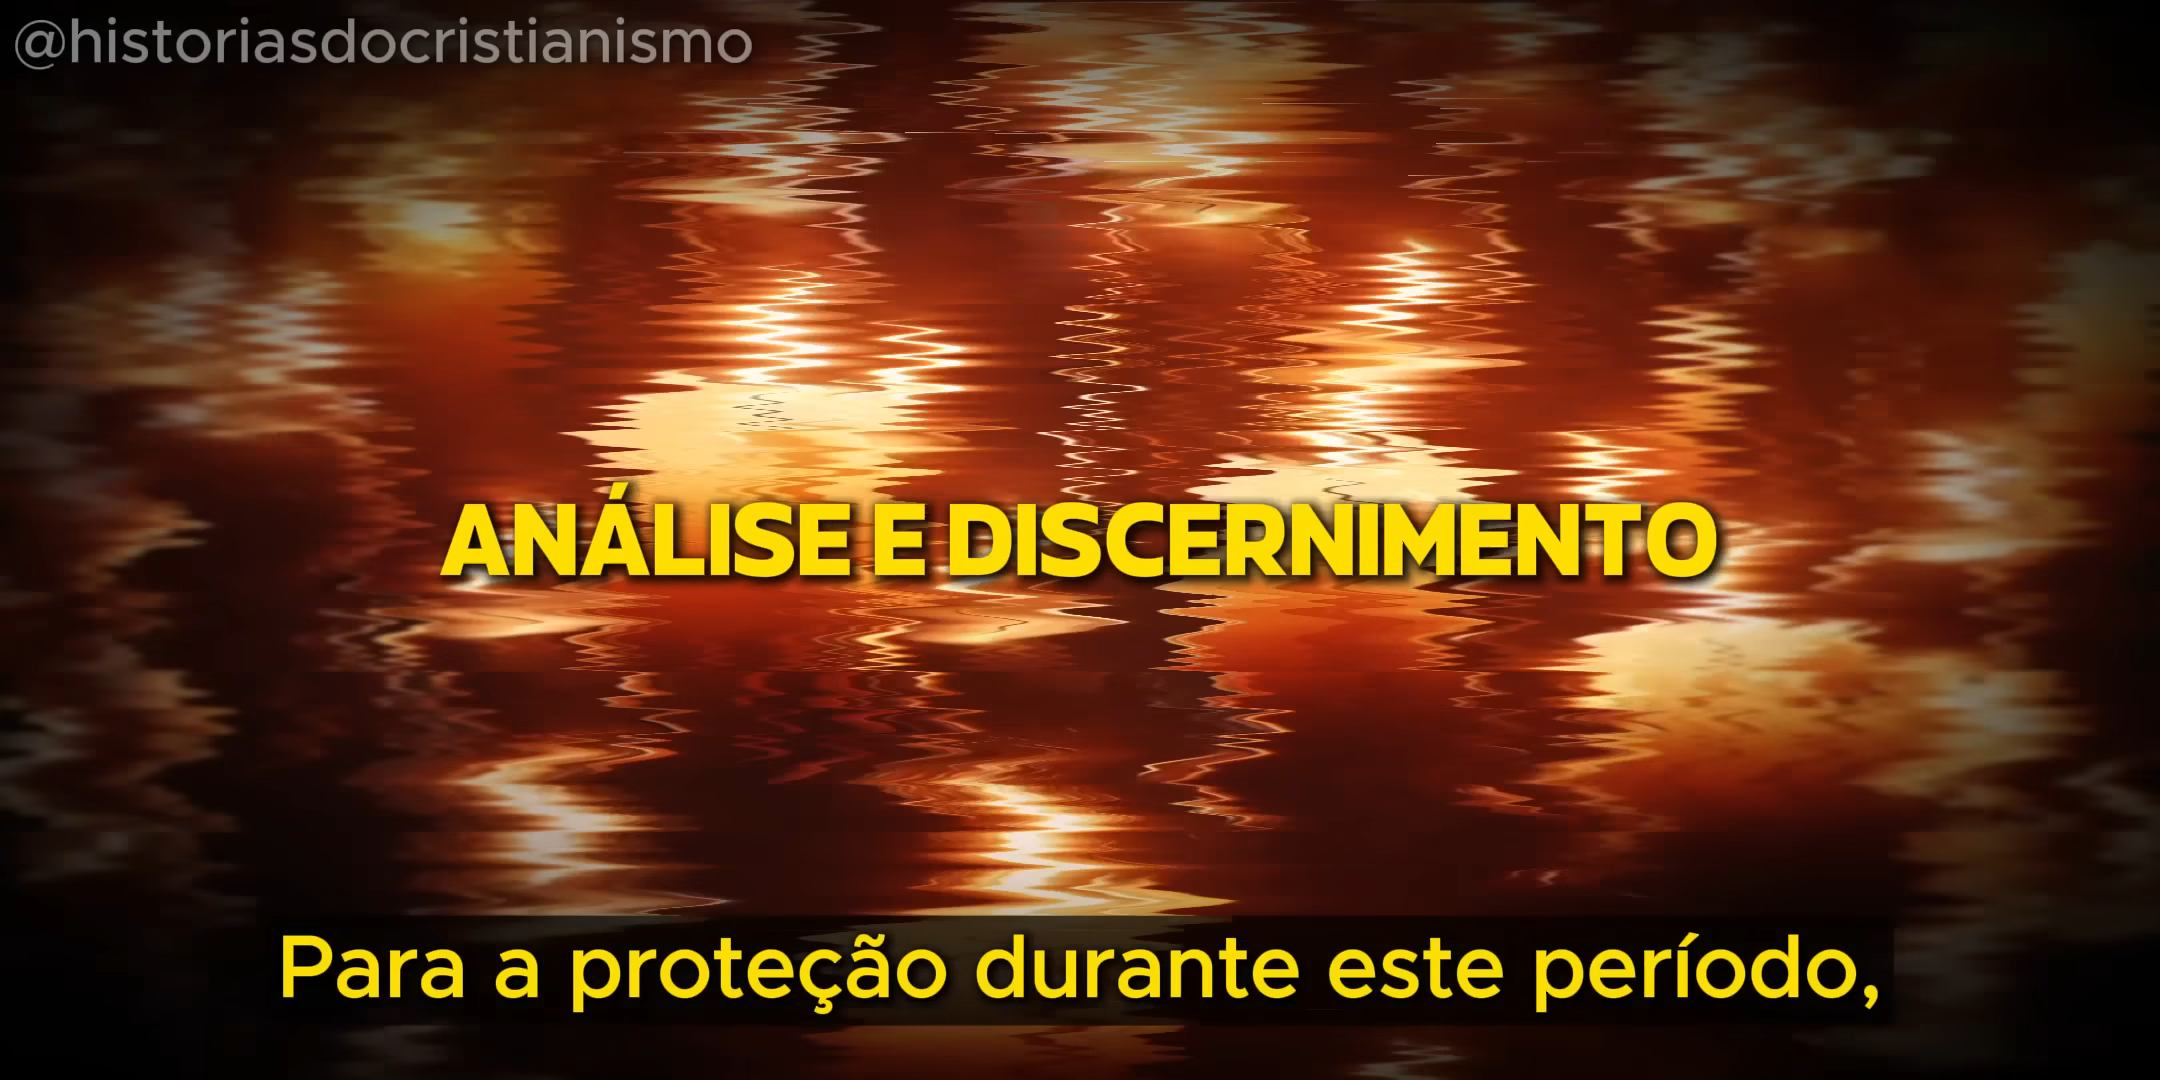 @historiasdocristianismo
ANÁLISE E DISCERNIMENTO
Para a proteção durante este período,